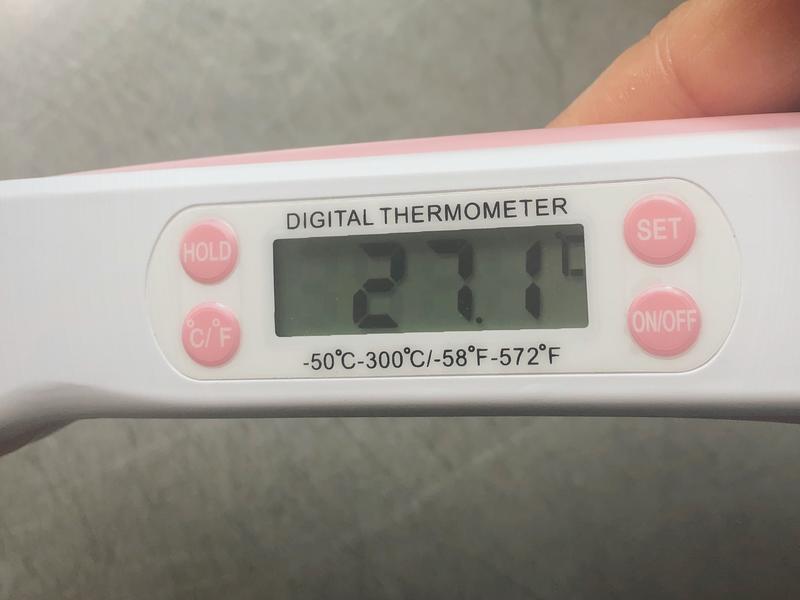 DIGITAL THERMOMETER
HOLD
SET
27.1°C
°C/°F
ON/OFF
-50°C-300°C/-58°F-572°F